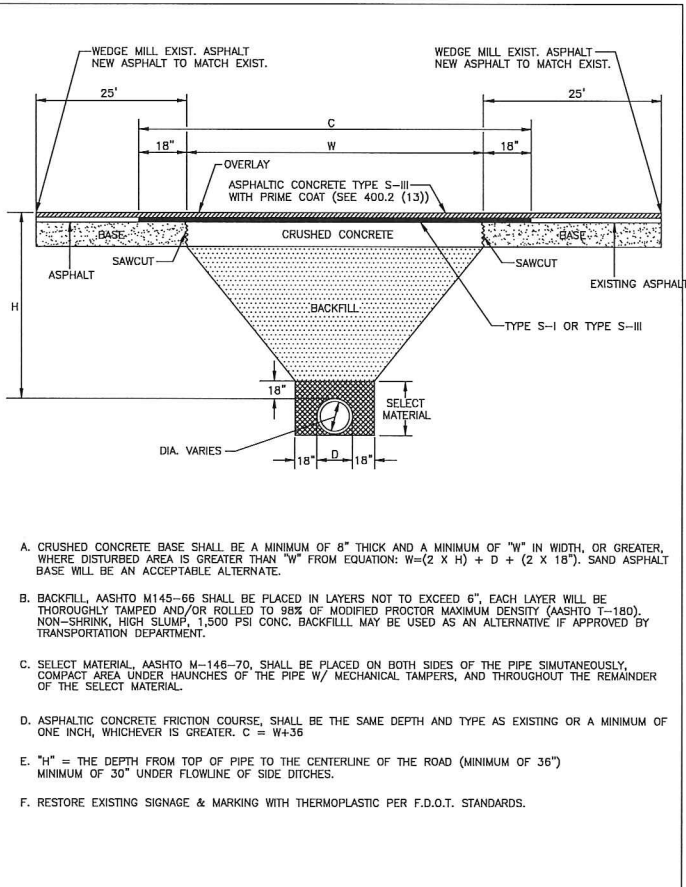 WEDGE MILL EXIST. ASPHALT
NEW ASPHALT TO MATCH EXIST.
WEDGE MILL EXIST. ASPHALT
NEW ASPHALT TO MATCH EXIST.
25'
25'
C
18"
W
18"
OVERLAY
ASPHALTIC CONCRETE TYPE S-III
WITH PRIME COAT (SEE 400.2 (13))
BASE
CRUSHED CONCRETE
BASE
SAWCUT
SAWCUT
ASPHALT
EXISTING ASPHALT
H
BACKFILL
TYPE S-I OR TYPE S-III
18"
SELECT
MATERIAL
DIA. VARIES
18"
D
18"
A. CRUSHED CONCRETE BASE SHALL BE A MINIMUM OF 8" THICK AND A MINIMUM OF "W" IN WIDTH, OR GREATER,
WHERE DISTURBED AREA IS GREATER THAN "W" FROM EQUATION: W=(2 X H) + D + (2 X 18"). SAND ASPHALT
BASE WILL BE AN ACCEPTABLE ALTERNATE.
B. BACKFILL, AASHTO M145-66 SHALL BE PLACED IN LAYERS NOT TO EXCEED 6", EACH LAYER WILL BE
THOROUGHLY TAMPED AND/OR ROLLED TO 98% OF MODIFIED PROCTOR MAXIMUM DENSITY (AASHTO T-180).
NON-SHRINK, HIGH SLUMP, 1,500 PSI CONC. BACKFILLL MAY BE USED AS AN ALTERNATIVE IF APPROVED BY
TRANSPORTATION DEPARTMENT.
C. SELECT MATERIAL, AASHTO M-146-70, SHALL BE PLACED ON BOTH SIDES OF THE PIPE SIMUTANEOUSLY,
COMPACT AREA UNDER HAUNCHES OF THE PIPE W/ MECHANICAL TAMPERS, AND THROUGHOUT THE REMAINDER
OF THE SELECT MATERIAL.
D. ASPHALTIC CONCRETE FRICTION COURSE, SHALL BE THE SAME DEPTH AND TYPE AS EXISTING OR A MINIMUM OF
ONE INCH, WHICHEVER IS GREATER. C = W+36
E. "H" = THE DEPTH FROM TOP OF PIPE TO THE CENTERLINE OF THE ROAD (MINIMUM OF 36")
MINIMUM OF 30" UNDER FLOWLINE OF SIDE DITCHES.
F. RESTORE EXISTING SIGNAGE & MARKING WITH THERMOPLASTIC PER F.D.O.T. STANDARDS.